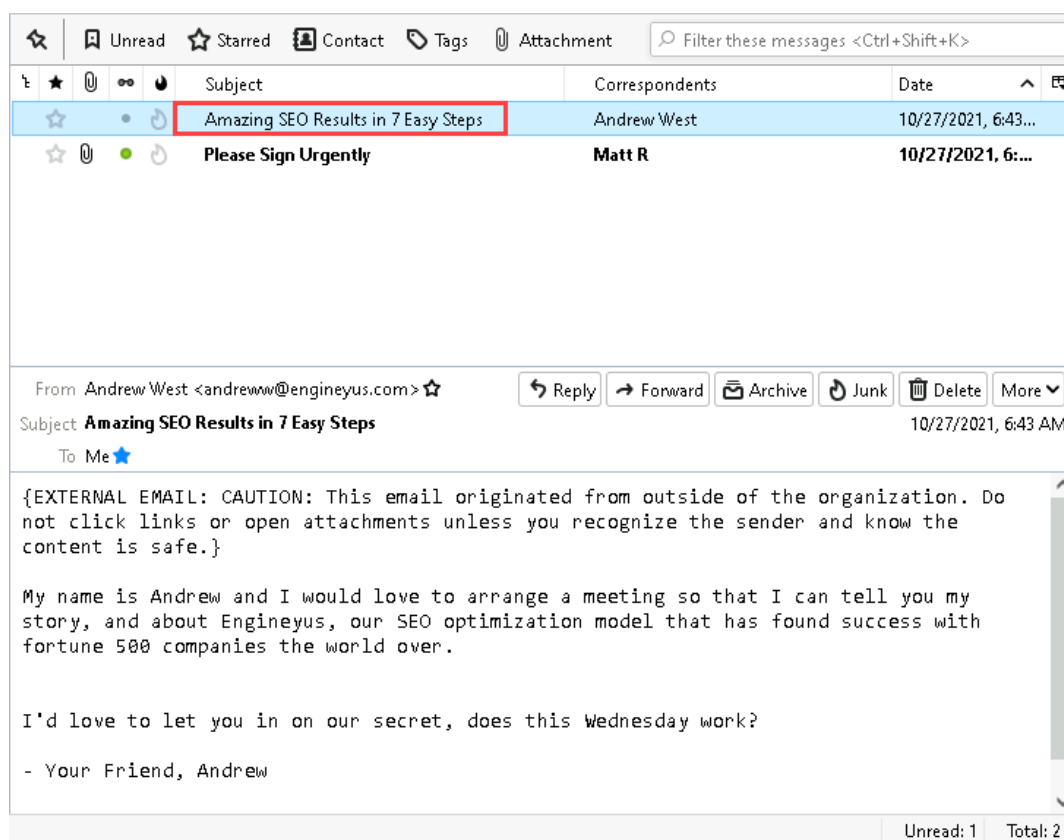 Unread Starred Contact Tags Attachment Filter these messages <Ctrl+Shift+K>
Subject Correspondents Date
Amazing SEO Results in 7 Easy Steps Andrew West 10/27/2021, 6:43...
Please Sign Urgently Matt R 10/27/2021, 6:...
From Andrew West <andreww@engineyus.com> Reply Forward Archive Junk Delete More
Subject Amazing SEO Results in 7 Easy Steps 10/27/2021, 6:43 AM
To Me
{EXTERNAL EMAIL: CAUTION: This email originated from outside of the organization. Do
not click links or open attachments unless you recognize the sender and know the
content is safe.}
My name is Andrew and I would love to arrange a meeting so that I can tell you my
story, and about Engineyus, our SEO optimization model that has found success with
fortune 500 companies the world over.
I'd love to let you in on our secret, does this Wednesday work?
- Your Friend, Andrew
Unread: 1 Total: 2